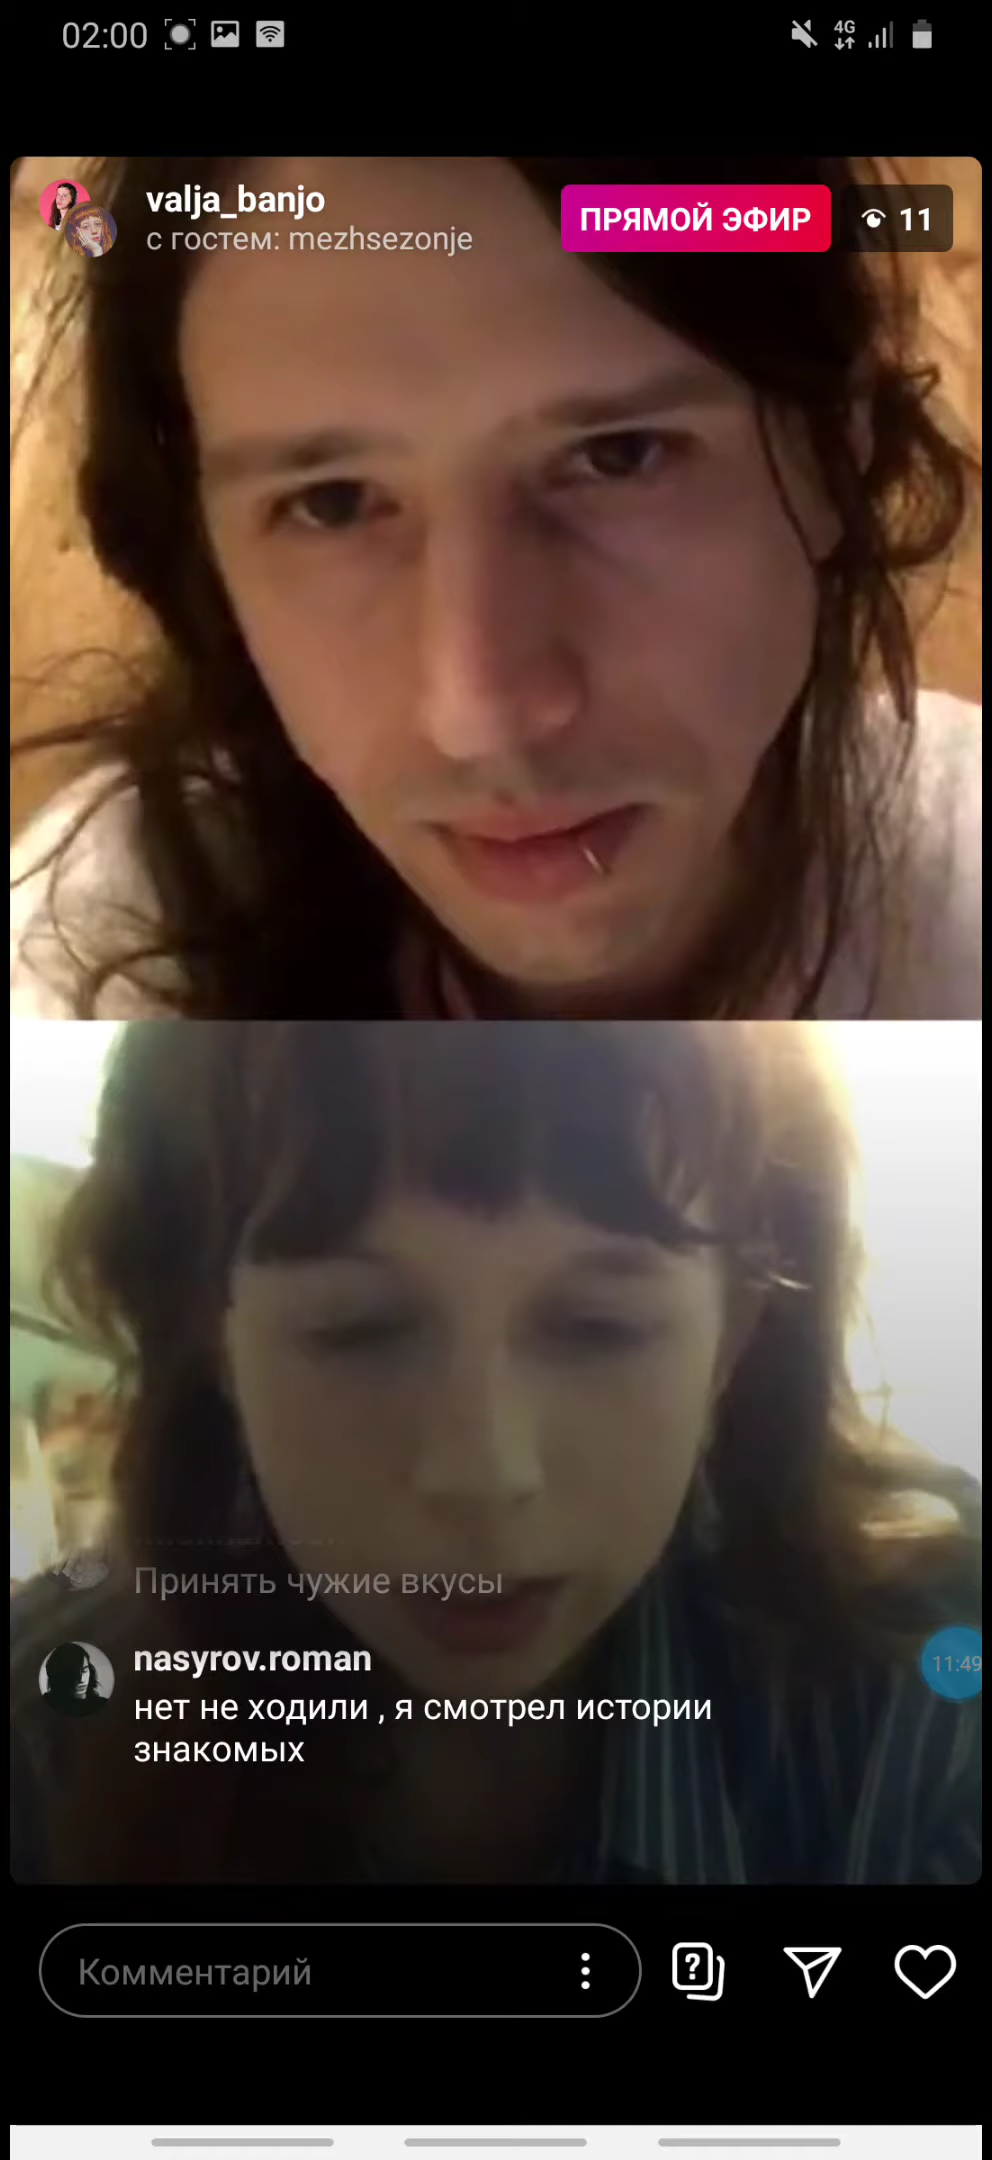 02:00
4G
valja_banjo
с гостем: mezhsezonje
ПРЯМОЙ ЭФИР
11
Принять чужие вкусы
nasyrov.roman
11:49
нет не ходили , я смотрел истории
знакомых
Комментарий